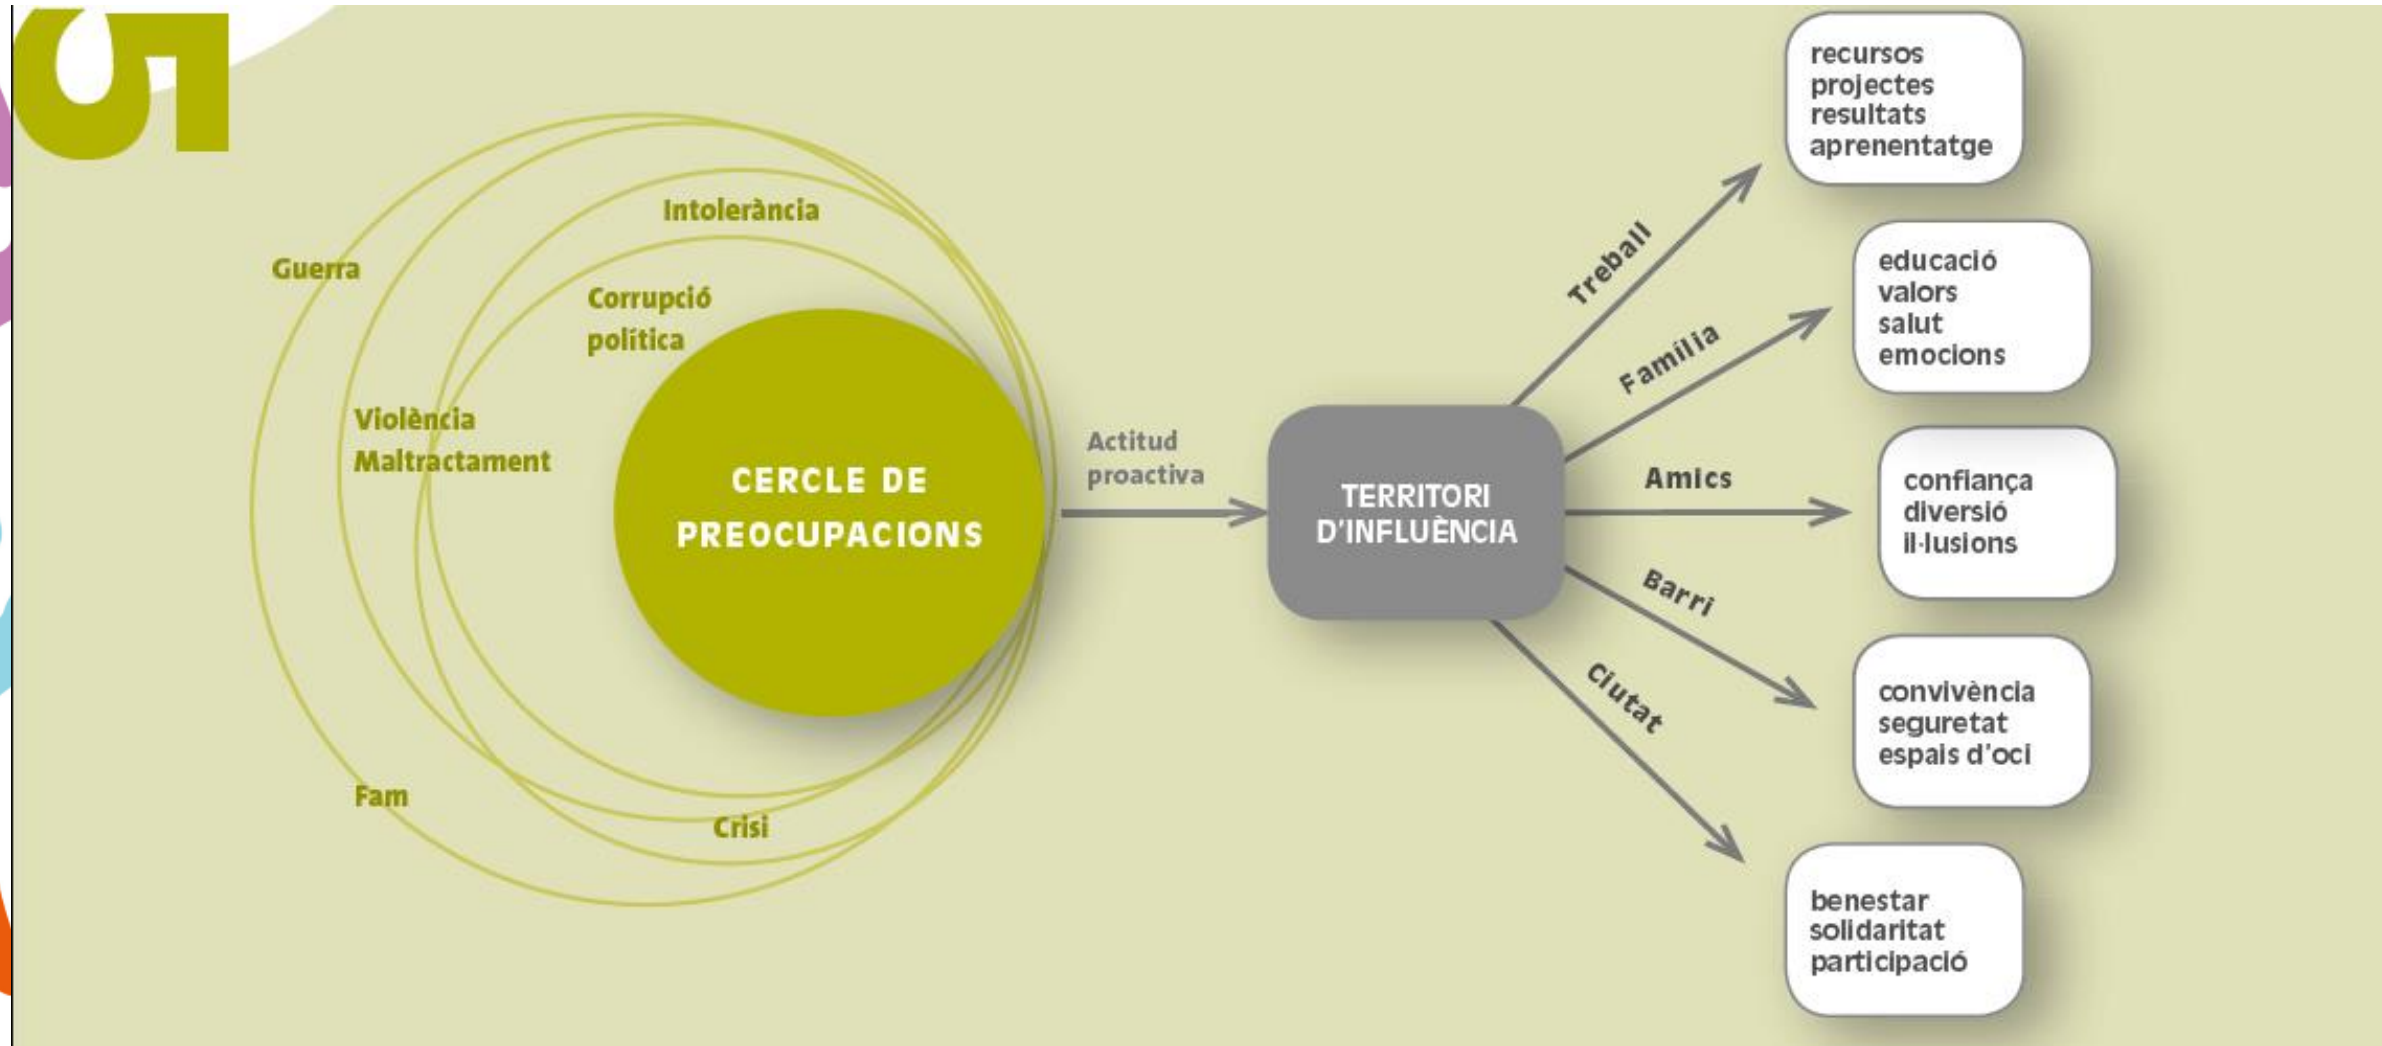 5
Intolerància
Guerra
Corrupció
política
Violència
Maltractament
CERCLE DE
PREOCUPACIONS
Fam
Crisi
Actitud
proactiva
TERRITORI
D'INFLUÈNCIA
Treball
recursos
projectes
resultats
aprenentatge
Família
educació
valors
salut
emocions
Amics
confiança
diversió
il·lusions
Barri
convivència
seguretat
espais d'oci
Ciutat
benestar
solidaritat
participació